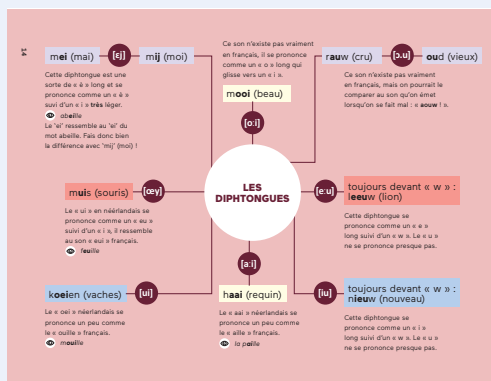 14
mei (mai) [ɛj] mij (moi)
Cette diphtongue est une
sorte de « è » long et se
prononce comme un « è »
suivi d'un « i » très léger.
abeille
Le 'ei' ressemble au 'ei' du
mot abeille. Fais donc bien
la différence avec 'mij' (moi) !
Ce son n'existe pas vraiment
en français, il se prononce
comme un « o » long qui
glisse vers un « i ».
mooi (beau)
[o:i]
rauw (cru) [ɔ.u] oud (vieux)
Ce son n'existe pas vraiment
en français, mais on pourrait le
comparer au son qu'on émet
lorsqu'on se fait mal : « aouw ! ».
LES
DIPHTONGUES
muis (souris) [œy]
Le « ui » en néérlandais se
prononce comme un « eu »
suivi d'un « i », il ressemble
au son « eui » français.
feuille
[e:u] toujours devant « w » :
leeuw (lion)
Cette diphtongue se
prononce comme un « e »
long suivi d'un « w ». Le « u »
ne se prononce presque pas.
koeien (vaches) [ui]
Le « oei » néerlandais se
prononce un peu comme
le « ouille » français.
mouille
[a:i]
haai (requin)
Le « aai » néerlandais se
prononce un peu comme
le « aille » français.
la paille
[iu] toujours devant « w » :
nieuw (nouveau)
Cette diphtongue se
prononce comme un « i »
long suivi d'un « w ». Le « u »
ne se prononce presque pas.